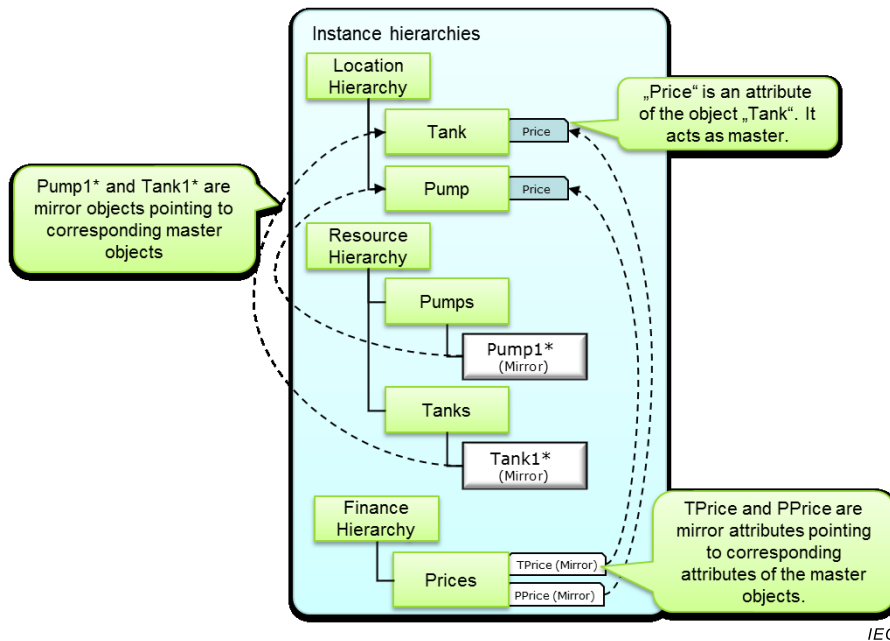 Instance hierarchies
Location
Hierarchy
Tank
Price
„Price“ is an attribute
of the object „Tank“. It
acts as master.
Pump
Price
Pump1* and Tank1* are
mirror objects pointing to
corresponding master
objects
Resource
Hierarchy
Pumps
Pump1*
(Mirror)
Tanks
Tank1*
(Mirror)
Finance
Hierarchy
Prices
TPrice (Mirror)
PPrice (Mirror)
TPrice and PPrice are
mirror attributes pointing
to corresponding
attributes of the master
objects.
IEC